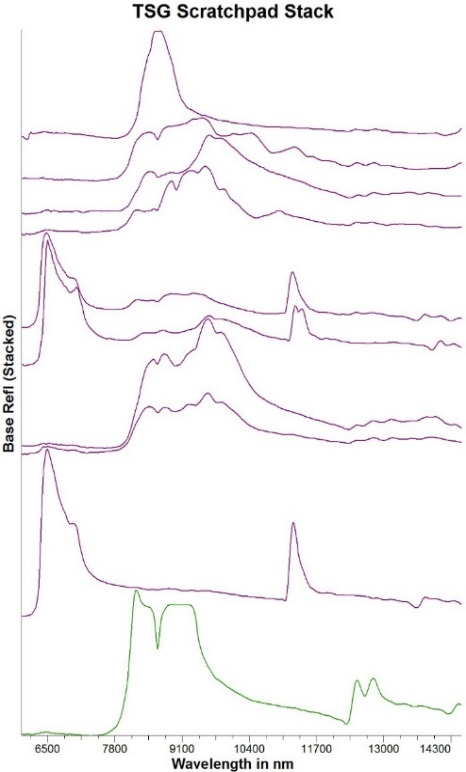 TSG Scratchpad Stack
Base Refl (Stacked)
6500 7800 9100 10400 11700 13000 14300
Wavelength in nm